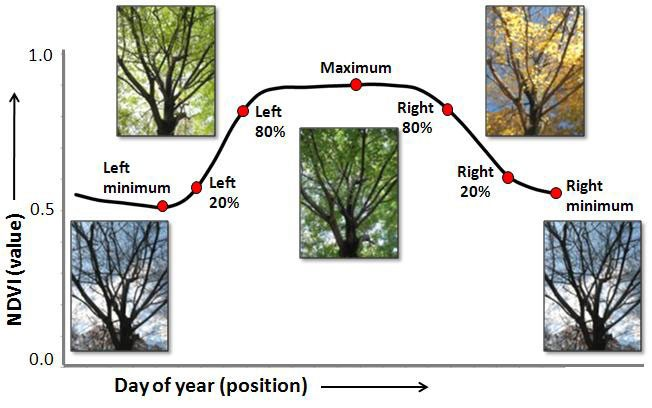 1.0
Maximum
Left
80%
Right
80%
Left
minimum
Left
20%
Right
20%
Right
minimum
0.5
NDVI (value)
0.0
Day of year (position)